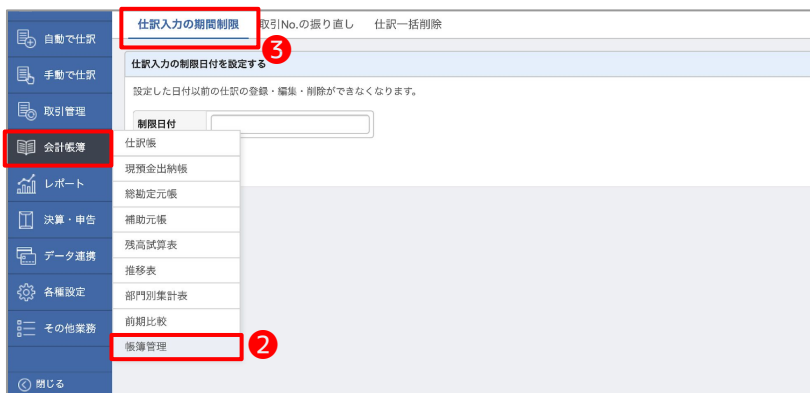 自動で仕訳
手動で仕訳
取引管理
会計帳簿
レポート
決算・申告
データ連携
各種設定
その他業務
閉じる
仕訳入力の期間制限
取引No.の振り直し
仕訳一括削除
3
仕訳入力の制限日付を設定する
設定した日付以前の仕訳の登録・編集・削除ができなくなります。
制限日付
仕訳帳
現預金出納帳
総勘定元帳
補助元帳
残高試算表
推移表
部門別集計表
前期比較
帳簿管理
2